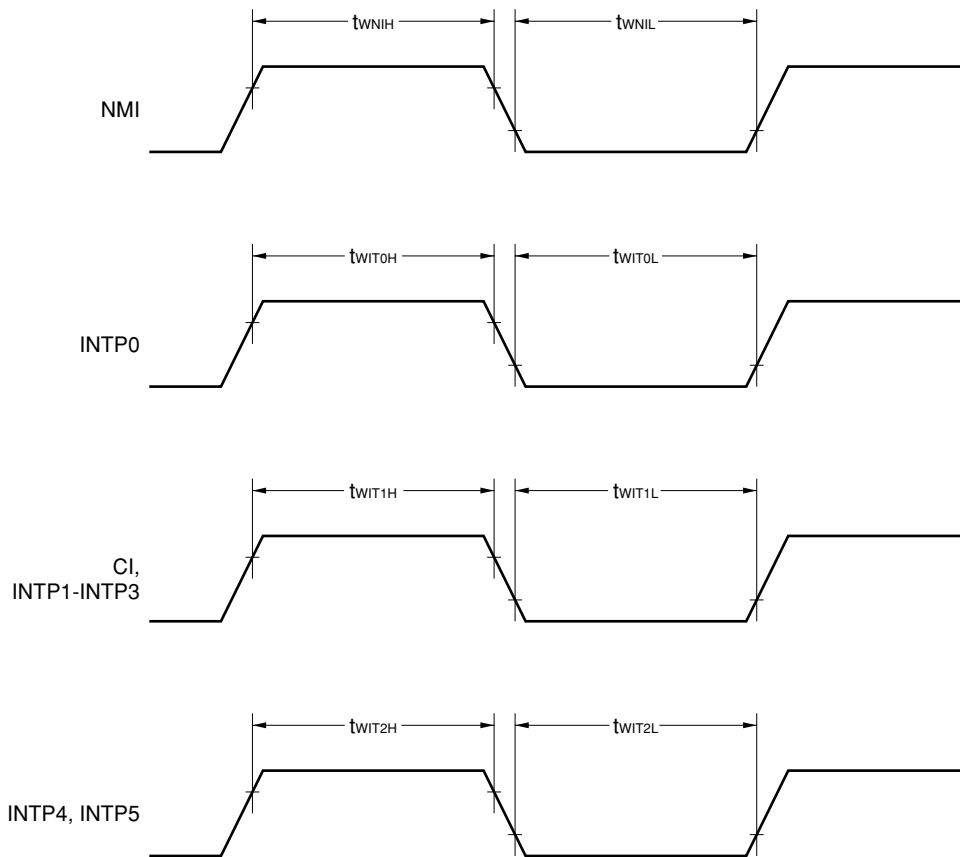 tWNIH
tWNIL
NMI
tWIT0H
tWIT0L
INTP0
tWIT1H
tWIT1L
CI,
INTP1-INTP3
tWIT2H
tWIT2L
INTP4, INTP5